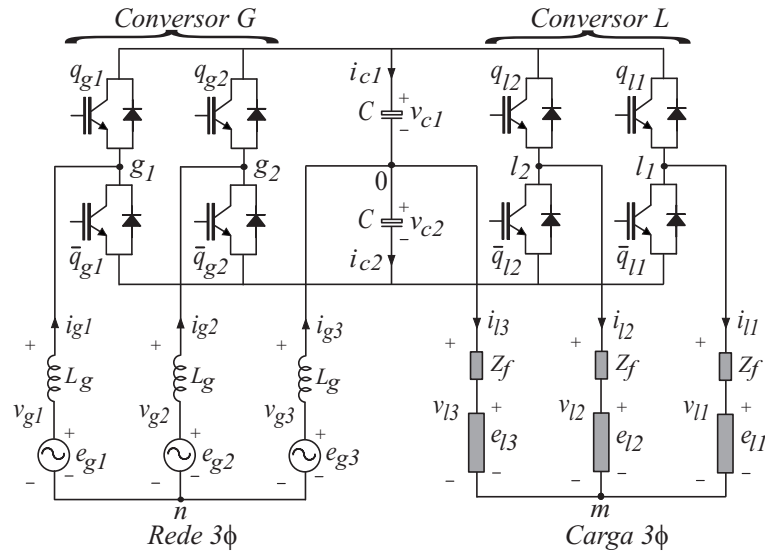 Conversor G
Conversor L
q_g1 q_g2 i_c1 q_l2 q_l1
C + v_c1 −
g_1 g_2 0 l_2 l_1
q̅_g1 q̅_g2 C + v_c2 − q̅_l2 q̅_l1
i_c2
i_g1 i_g2 i_g3 i_l3 i_l2 i_l1
+ + + + + +
L_g L_g L_g Z_f Z_f Z_f
v_g1 v_g2 v_g3 v_l3 v_l2 v_l1
+ e_g1 − + e_g2 − + e_g3 − + e_l3 − + e_l2 − + e_l1 −
− − − − − −
n m
Rede 3ϕ Carga 3ϕ